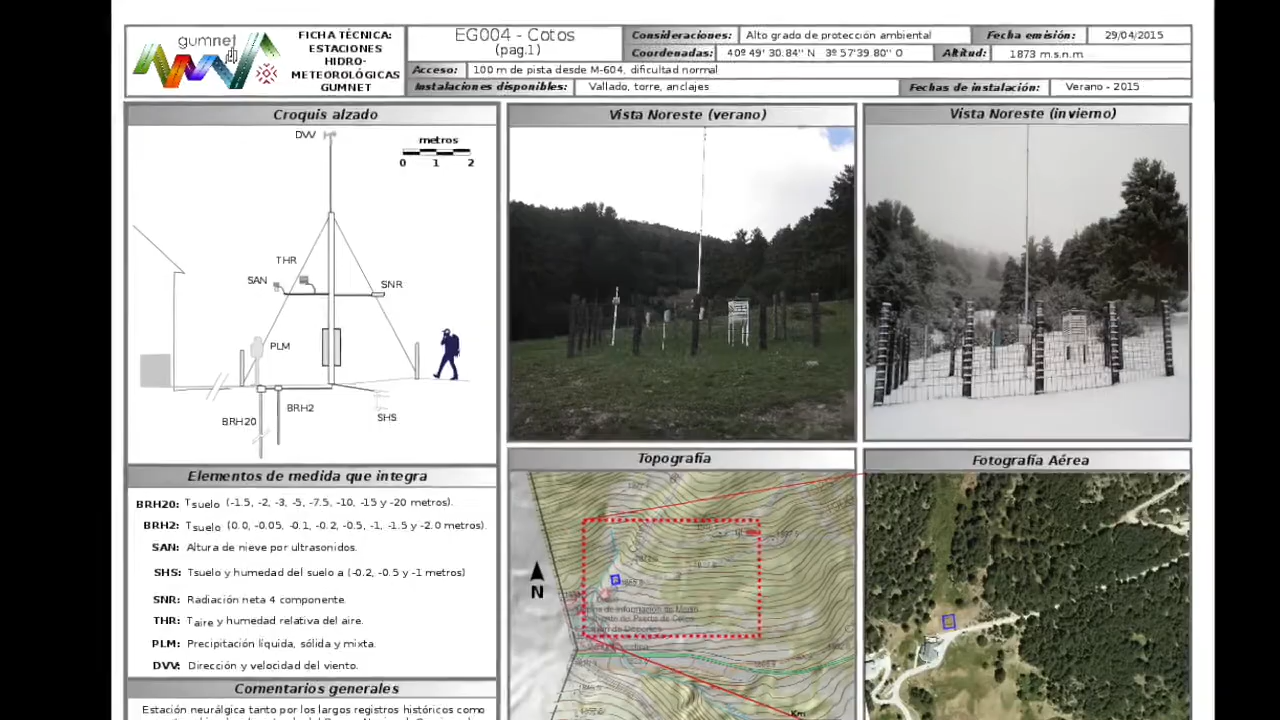 gumnet
FICHA TÉCNICA:
ESTACIONES
HIDRO-
METEOROLÓGICAS
GUMNET
EG004 - Cotos
(pag.1)
Consideraciones: Alto grado de protección ambiental
Fecha emisión: 29/04/2015
Coordenadas: 40º 49' 30.84'' N 3º 57'39.80'' O
Altitud: 1873 m.s.n.m.
Acceso: 100 m de pista desde M-604, dificultad normal
Instalaciones disponibles: Vallado, torre, anclajes
Fechas de instalación: Verano - 2015
Croquis alzado
DVV
metros
0 1 2
THR
SAN
SNR
PLM
BRH2
BRH20
SHS
Vista Noreste (verano)
Vista Noreste (invierno)
Elementos de medida que integra
BRH20: Tsuelo (-1.5, -2, -3, -5, -7.5, -10, -15 y -20 metros).
BRH2: Tsuelo (0.0, -0.05, -0.1, -0.2, -0.5, -1, -1.5 y -2.0 metros).
SAN: Altura de nieve por ultrasonidos.
SHS: Tsuelo y humedad del suelo a (-0.2, -0.5 y -1 metros)
SNR: Radiación neta 4 componente.
THR: Taire y humedad relativa del aire.
PLM: Precipitación líquida, sólida y mixta.
DVV: Dirección y velocidad del viento.
Comentarios generales
Estación neurálgica tanto por los largos registros históricos como
Topografía
N
Km
Fotografía Aérea